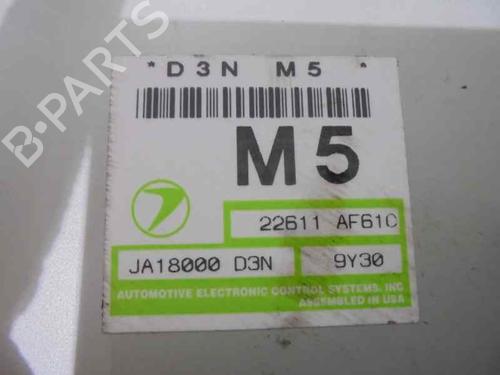 B-PARTS
*D3N M5 *
M5
22611 AF61C
JA18000 D3N 9Y30
AUTOMOTIVE ELECTRONIC CONTROL SYSTEMS, INC
ASSEMBLED IN USA